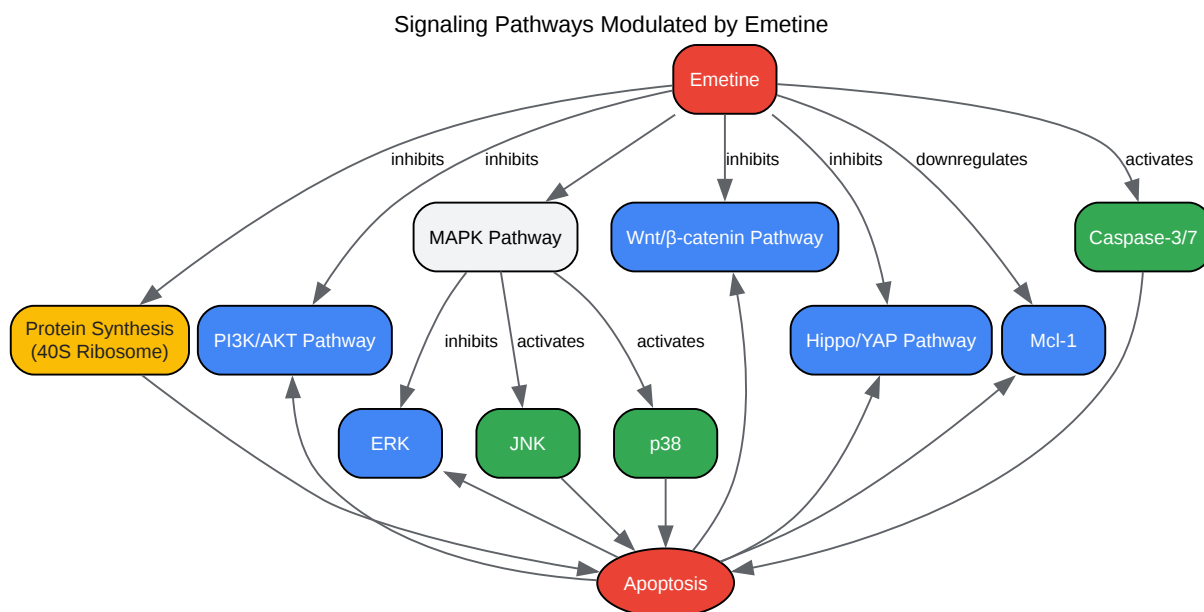 Signaling Pathways Modulated by Emetine
Emetine
inhibits
inhibits
inhibits
inhibits
downregulates
activates
MAPK Pathway
Wnt/β-catenin Pathway
Caspase-3/7
Protein Synthesis
(40S Ribosome)
PI3K/AKT Pathway
inhibits
activates
activates
Hippo/YAP Pathway
Mcl-1
ERK
JNK
p38
Apoptosis